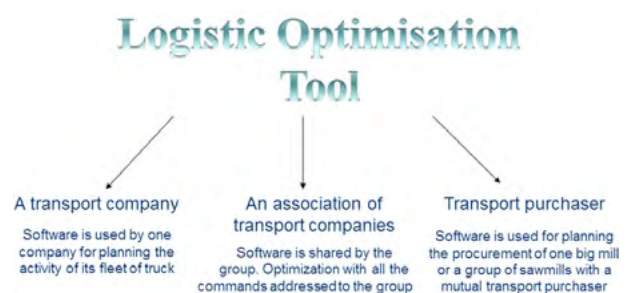 Logistic Optimisation
Tool
A transport company
Software is used by one
company for planning the
activity of its fleet of truck
An association of
transport companies
Software is shared by the
group. Optimization with all the
commands addressed to the group
Transport purchaser
Software is used for planning
the procurement of one big mill
or a group of sawmills with a
mutual transport purchaser